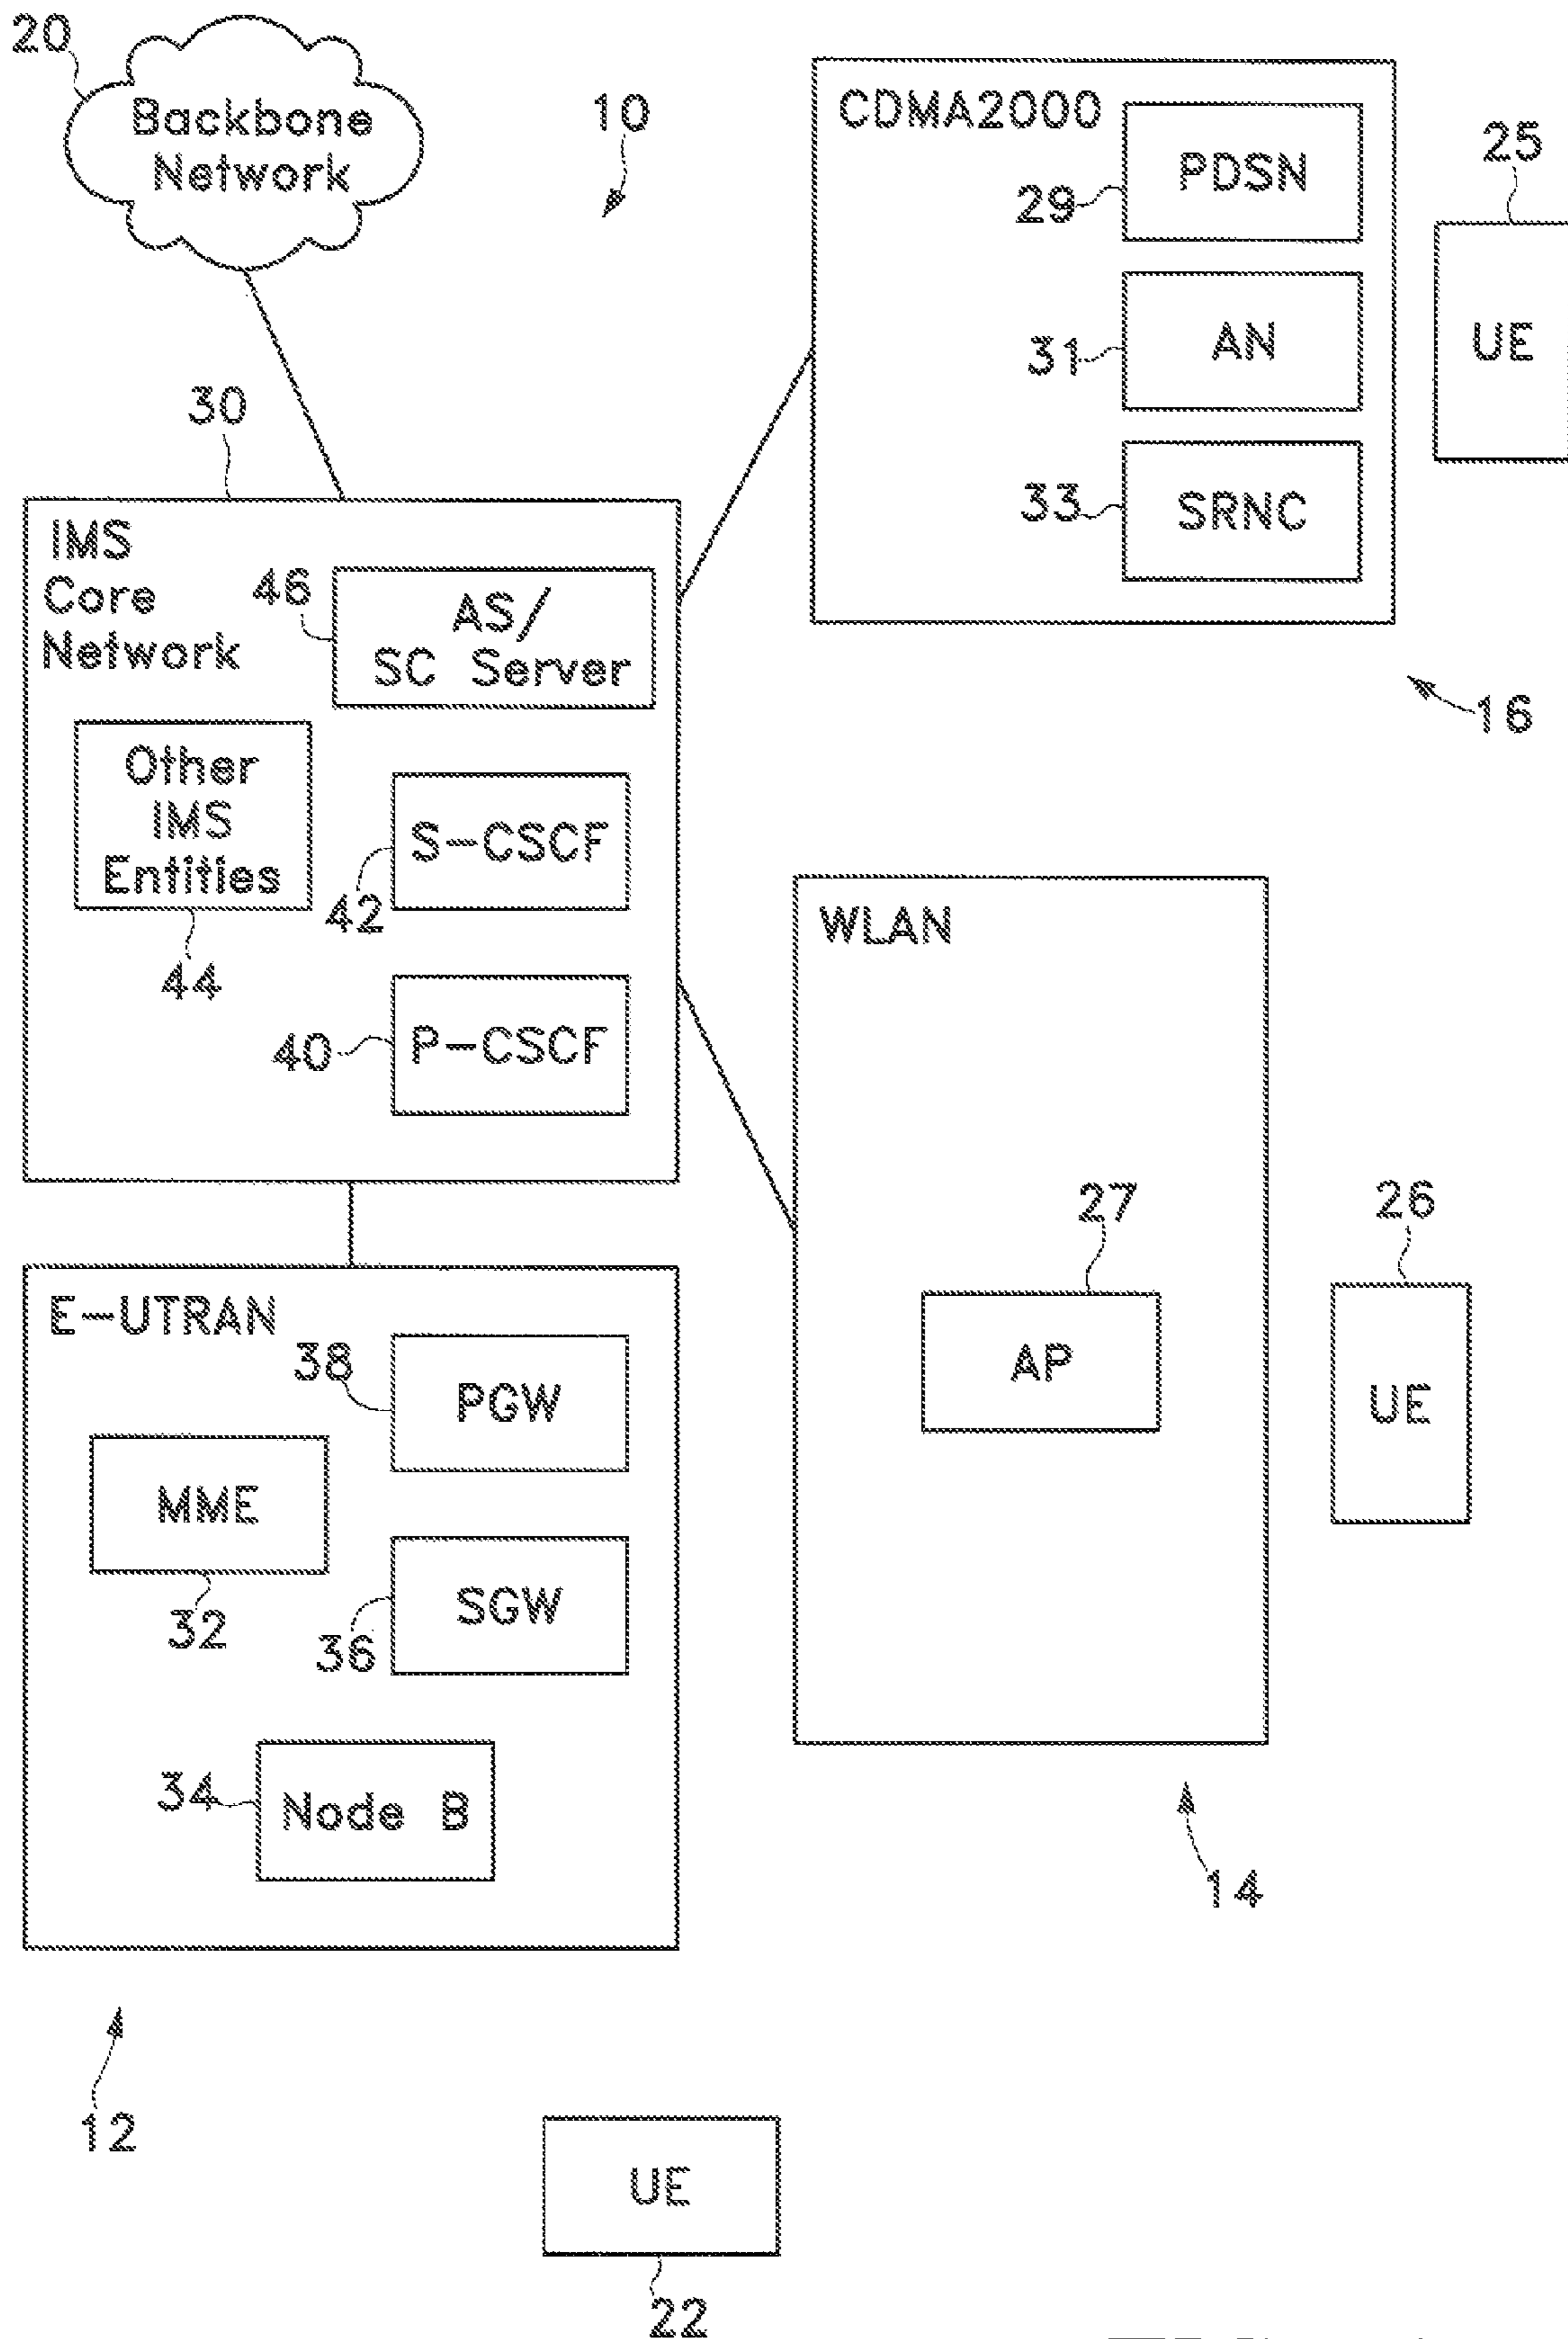 20
Backbone
Network
10
CDMA2000
PDSN
29
25
AN
31
UE
SRNC
33
16
30
IMS
Core
Network
46
AS/
SC Server
Other
IMS
Entities
44
S-CSCF
42
P-CSCF
40
WLAN
27
AP
26
UE
14
E-UTRAN
38
PGW
MME
32
SGW
36
34
Node B
12
UE
22